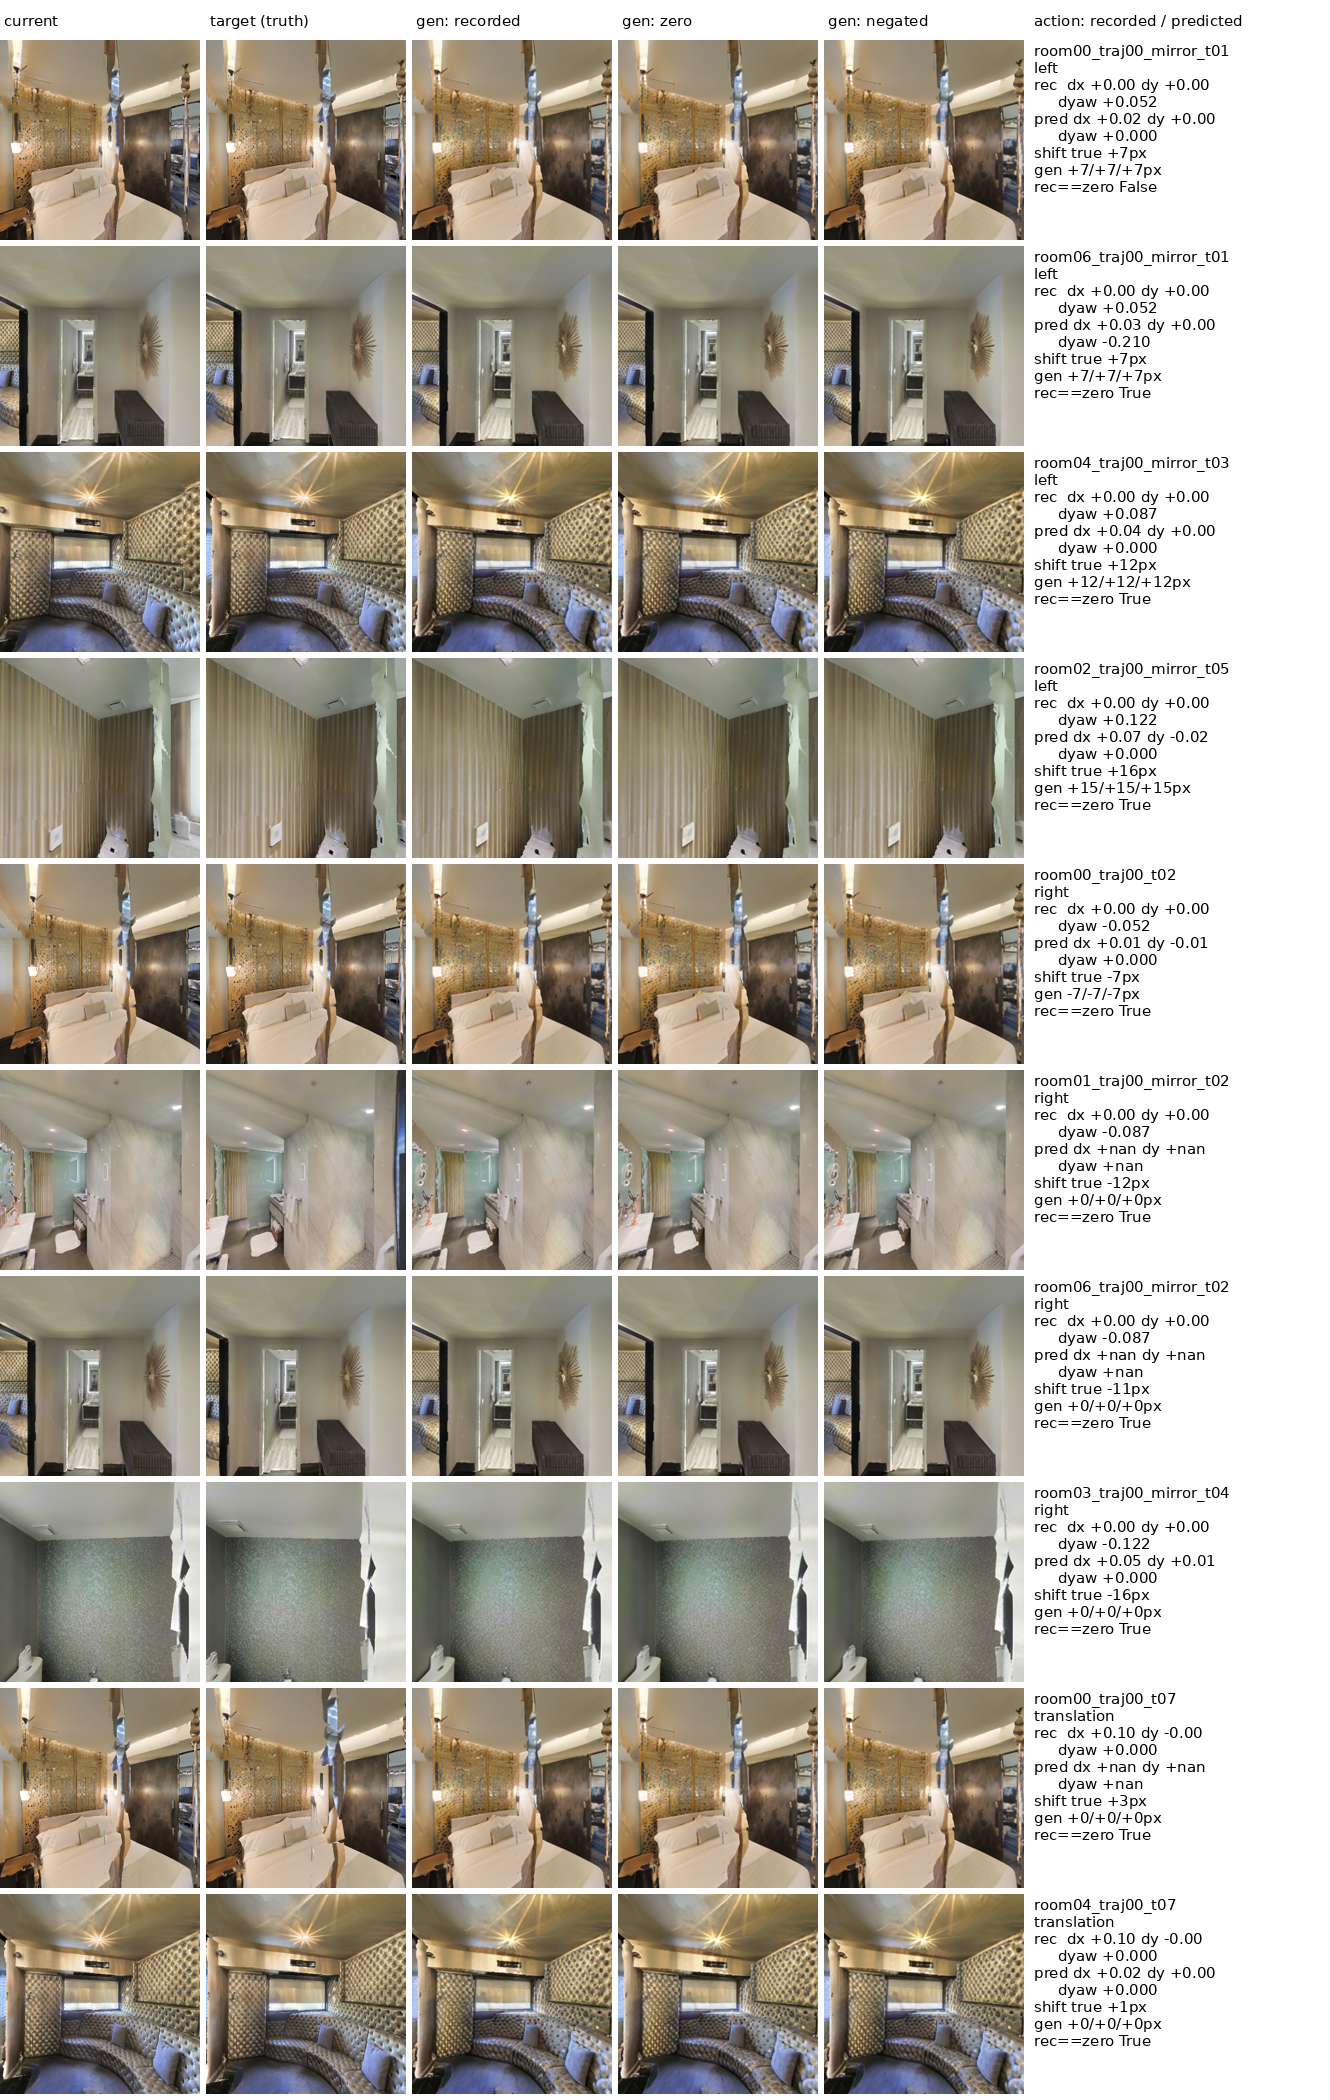 current target (truth) gen: recorded gen: zero gen: negated action: recorded / predicted
room00_traj00_mirror_t01
left
rec  dx +0.00 dy +0.00
dyaw +0.052
pred dx +0.02 dy +0.00
dyaw +0.000
shift true +7px
gen +7/+7/+7px
rec==zero False
room06_traj00_mirror_t01
left
rec  dx +0.00 dy +0.00
dyaw +0.052
pred dx +0.03 dy +0.00
dyaw -0.210
shift true +7px
gen +7/+7/+7px
rec==zero True
room04_traj00_mirror_t03
left
rec  dx +0.00 dy +0.00
dyaw +0.087
pred dx +0.04 dy +0.00
dyaw +0.000
shift true +12px
gen +12/+12/+12px
rec==zero True
room02_traj00_mirror_t05
left
rec  dx +0.00 dy +0.00
dyaw +0.122
pred dx +0.07 dy -0.02
dyaw +0.000
shift true +16px
gen +15/+15/+15px
rec==zero True
room00_traj00_t02
right
rec  dx +0.00 dy +0.00
dyaw -0.052
pred dx +0.01 dy -0.01
dyaw +0.000
shift true -7px
gen -7/-7/-7px
rec==zero True
room01_traj00_mirror_t02
right
rec  dx +0.00 dy +0.00
dyaw -0.087
pred dx +nan dy +nan
dyaw +nan
shift true -12px
gen +0/+0/+0px
rec==zero True
room06_traj00_mirror_t02
right
rec  dx +0.00 dy +0.00
dyaw -0.087
pred dx +nan dy +nan
dyaw +nan
shift true -11px
gen +0/+0/+0px
rec==zero True
room03_traj00_mirror_t04
right
rec  dx +0.00 dy +0.00
dyaw -0.122
pred dx +0.05 dy +0.01
dyaw +0.000
shift true -16px
gen +0/+0/+0px
rec==zero True
room00_traj00_t07
translation
rec  dx +0.10 dy -0.00
dyaw +0.000
pred dx +nan dy +nan
dyaw +nan
shift true +3px
gen +0/+0/+0px
rec==zero True
room04_traj00_t07
translation
rec  dx +0.10 dy -0.00
dyaw +0.000
pred dx +0.02 dy +0.00
dyaw +0.000
shift true +1px
gen +0/+0/+0px
rec==zero True